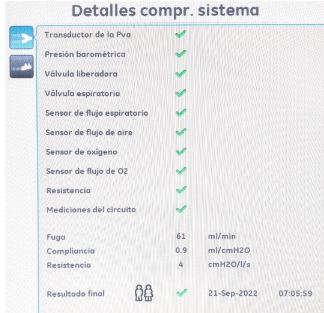 Detalles compr. sistema
Transductor de la Pva
Presión barométrica
Válvula liberadora
Válvula espiratoria
Sensor de flujo espiratorio
Sensor de flujo de aire
Sensor de oxígeno
Sensor de flujo de O2
Resistencia
Mediciones del circuito
Fuga 61 ml/min
Compliancia 0.9 ml/cmH2O
Resistencia 4 cmH2O/l/s
Resultado final 21-Sep-2022 07:05:59